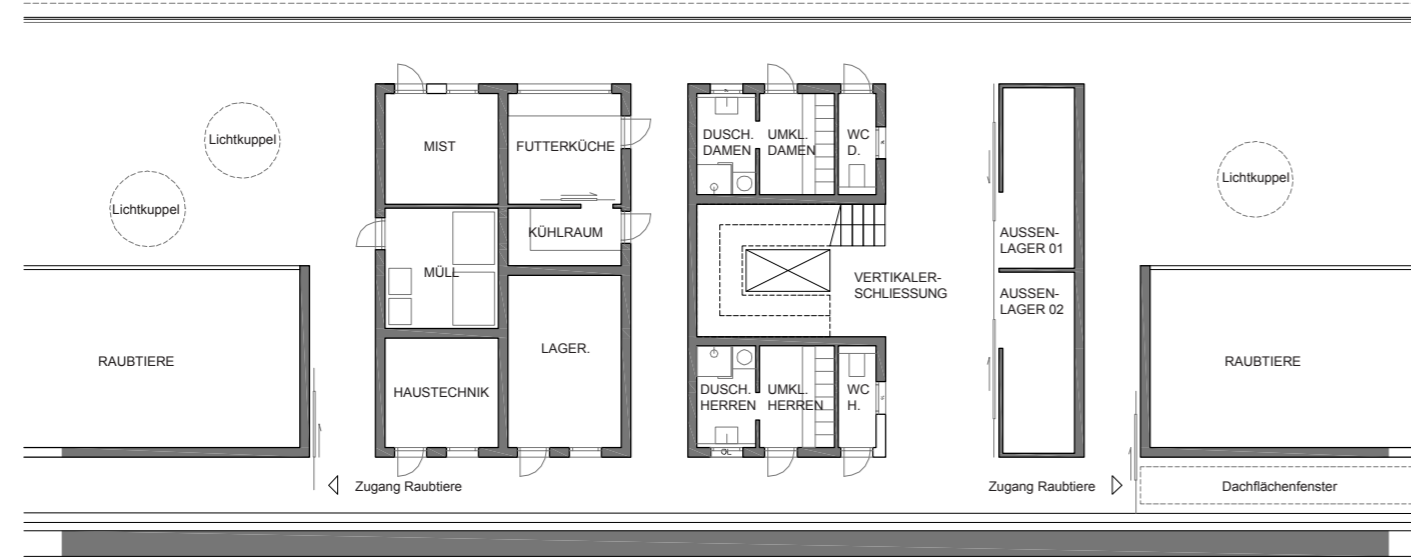 Lichtkuppel
Lichtkuppel
RAUBTIERE
MIST
FUTTERKÜCHE
KÜHLRAUM
MÜLL
LAGER.
HAUSTECHNIK
Zugang Raubtiere
DUSCH.
DAMEN
UMKL.
DAMEN
WC
D.
VERTIKALER-
SCHLIESSUNG
DUSCH.
HERREN
UMKL.
HERREN
WC
H.
AUSSEN-
LAGER 01
AUSSEN-
LAGER 02
Zugang Raubtiere
Lichtkuppel
RAUBTIERE
Dachflächenfenster